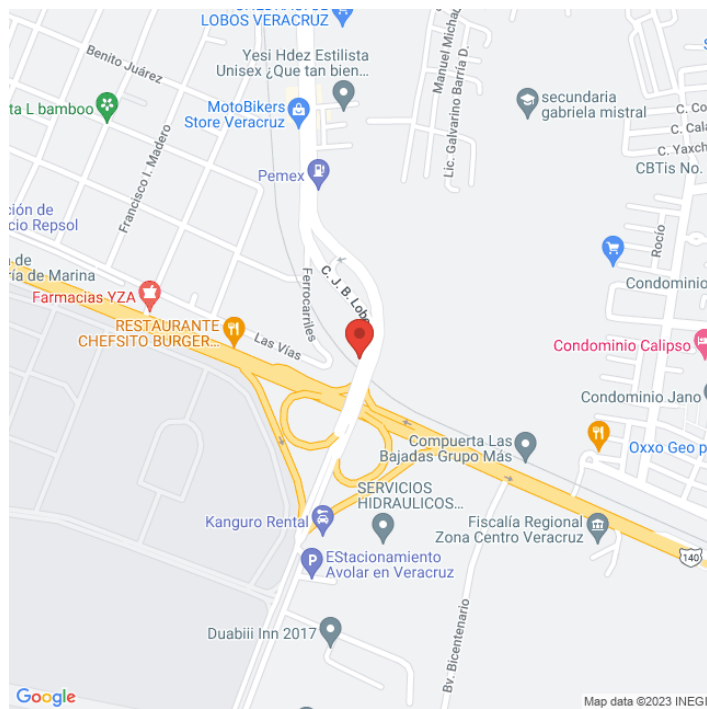 LOBOS VERACRUZ
Yesi Hdez Estilista
Unisex ¿Que tan bien...
Manuel Michac
Lic. Galvarino Barría D.
Benito Juárez
ta L bamboo
MotoBikers
Store Veracruz
secundaria
gabriela mistral
C. Co
C. Cala
C. Yaxch
CBTis No.
Francisco I. Madero
Pemex
ción de
cio Repsol
Rocío
n de
ría de Marina
Farmacias YZA
Ferrocarriles
C. J. B. Lobo
Condominio
RESTAURANTE
CHEFSITO BURGER...
Las Vías
Condominio Calipso
Condominio Jano
Compuerta Las
Bajadas Grupo Más
Oxxo Geo p
SERVICIOS
HIDRAULICOS...
Kanguro Rental
Fiscalía Regional
Zona Centro Veracruz
EStacionamiento
Avolar en Veracruz
140
Duabiii Inn 2017
Bv. Bicentenario
Google
Map data ©2023 INEGI